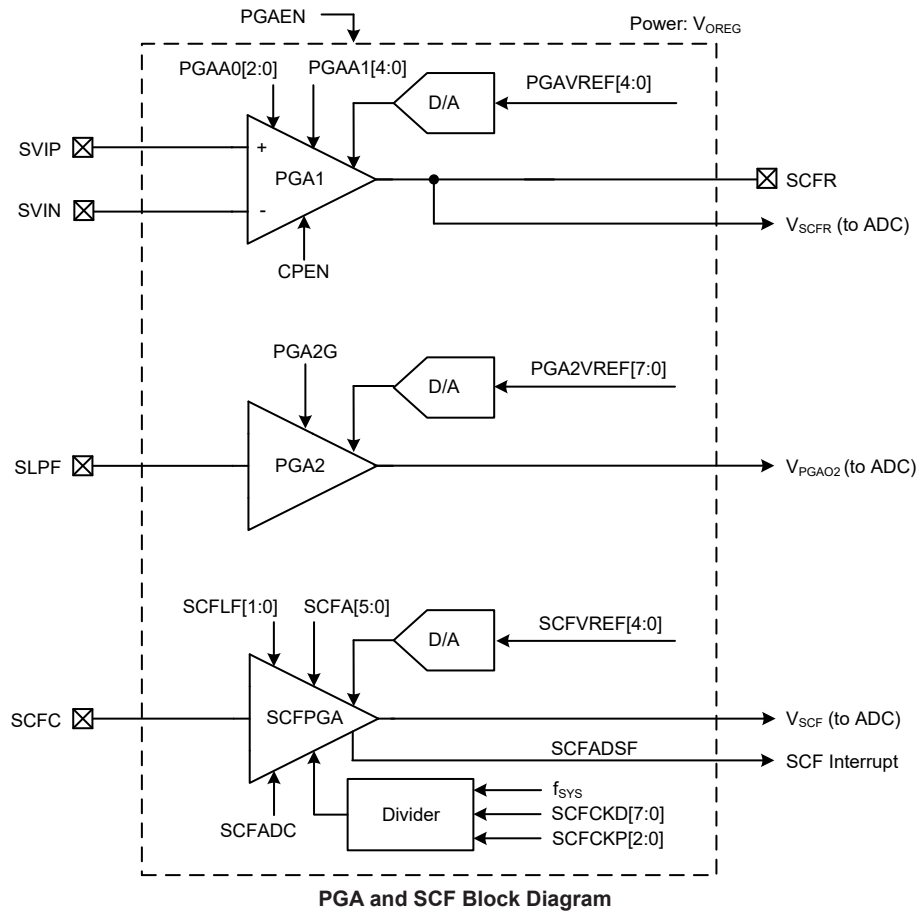 PGAEN
Power: VOREG
PGAA0[2:0]
PGAA1[4:0]
D/A
PGAVREF[4:0]
SVIP
+
PGA1
SCFR
SVIN
-
VSCFR (to ADC)
CPEN
PGA2G
D/A
PGA2VREF[7:0]
SLPF
PGA2
VPGAO2 (to ADC)
SCFLF[1:0]
SCFA[5:0]
D/A
SCFVREF[4:0]
SCFC
SCFPGA
VSCF (to ADC)
SCFADSF
SCF Interrupt
SCFADC
Divider
fSYS
SCFCKD[7:0]
SCFCKP[2:0]
PGA and SCF Block Diagram